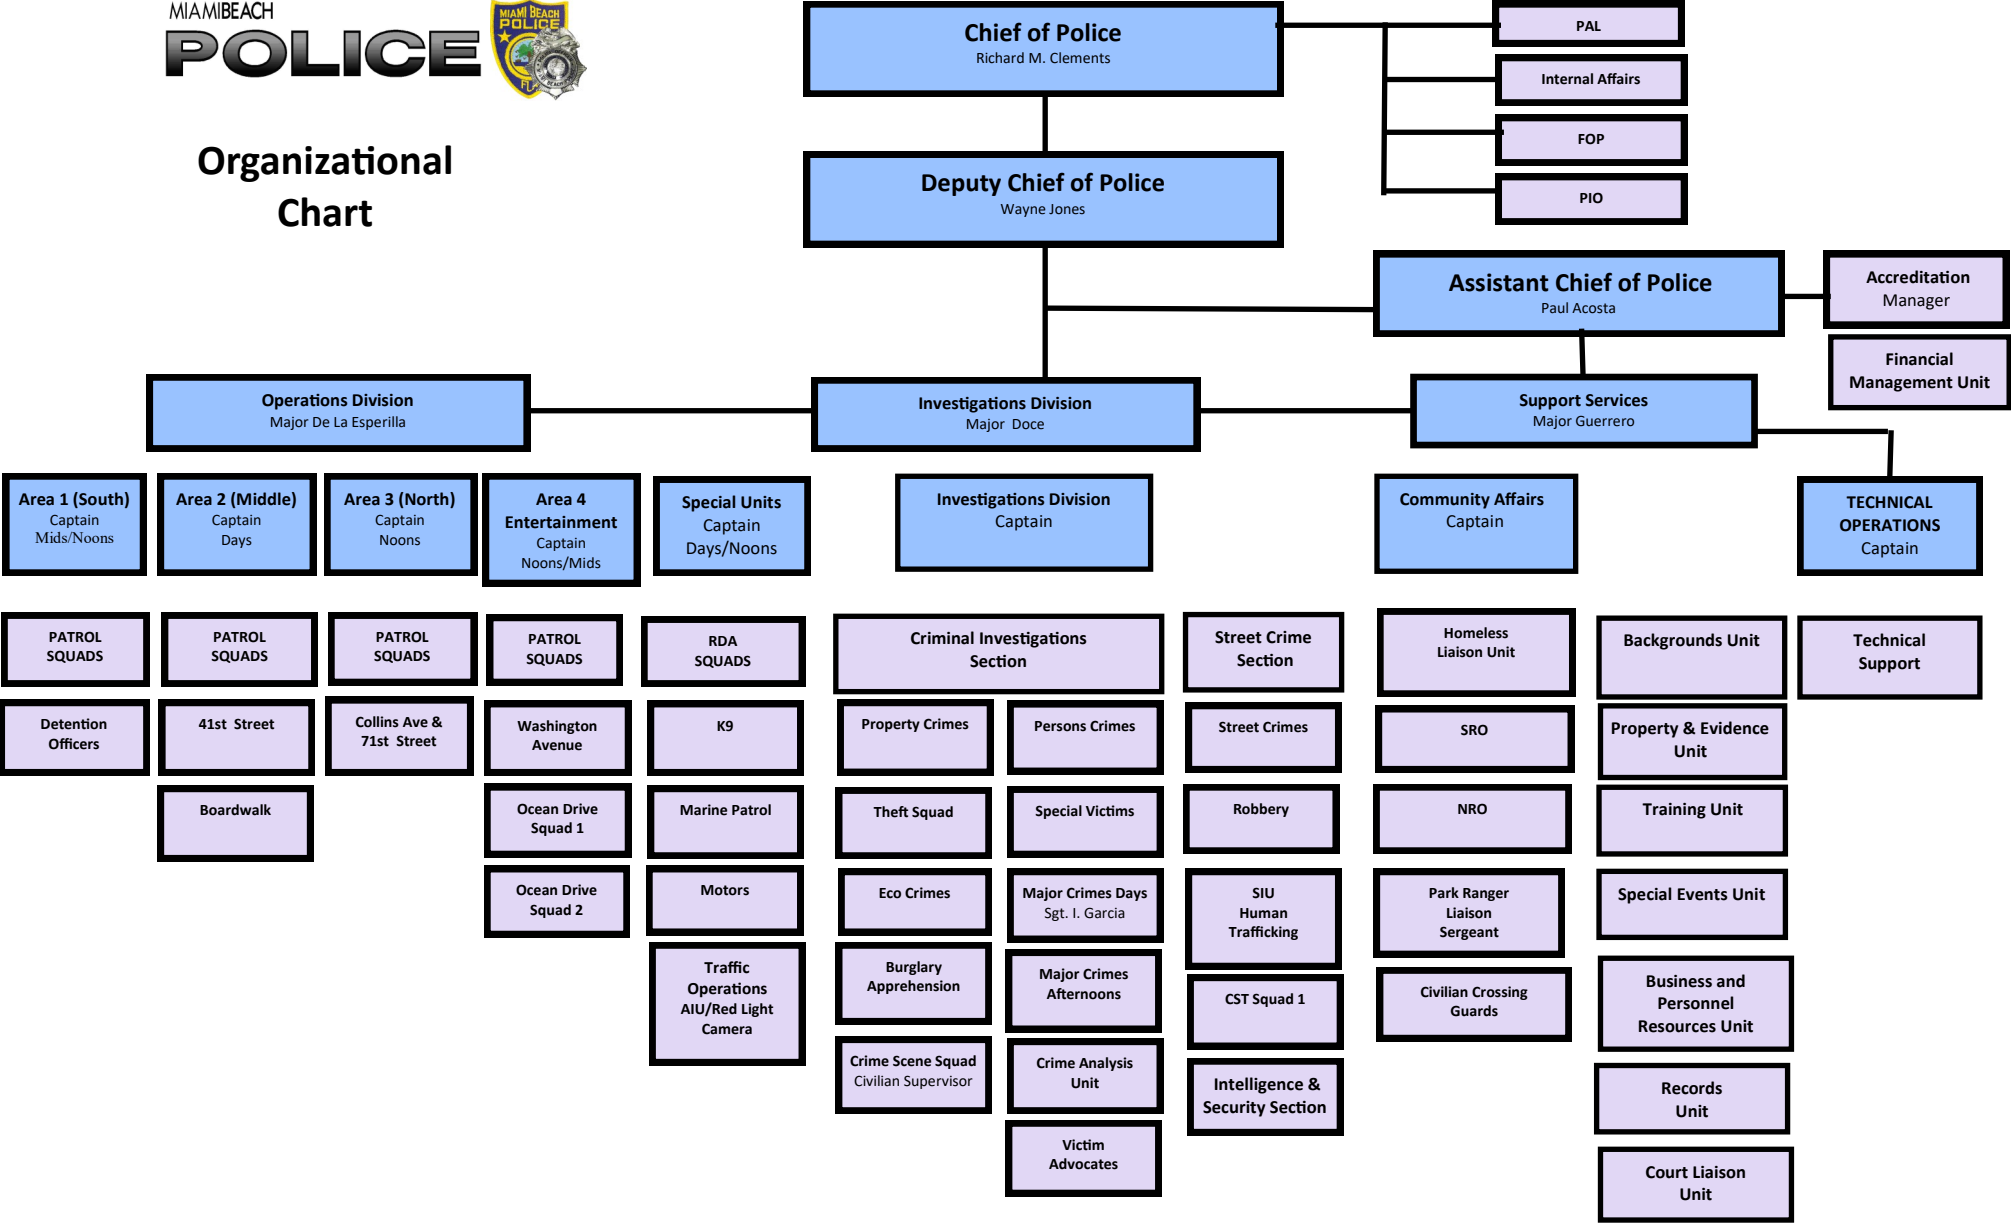 MIAMIBEACH
POLICE
MIAMI BEACH
POLICE
Organizational
Chart
Chief of Police
Richard M. Clements
PAL
Internal Affairs
FOP
PIO
Deputy Chief of Police
Wayne Jones
Assistant Chief of Police
Paul Acosta
Accreditation
Manager
Financial
Management Unit
Operations Division
Major De La Esperilla
Investigations Division
Major Doce
Support Services
Major Guerrero
Area 1 (South)
Captain
Mids/Noons
Area 2 (Middle)
Captain
Days
Area 3 (North)
Captain
Noons
Area 4
Entertainment
Captain
Noons/Mids
Special Units
Captain
Days/Noons
Investigations Division
Captain
Community Affairs
Captain
TECHNICAL
OPERATIONS
Captain
PATROL
SQUADS
Detention
Officers
PATROL
SQUADS
41st Street
Boardwalk
PATROL
SQUADS
Collins Ave &
71st Street
PATROL
SQUADS
Washington
Avenue
Ocean Drive
Squad 1
Ocean Drive
Squad 2
RDA
SQUADS
K9
Marine Patrol
Motors
Traffic
Operations
AIU/Red Light
Camera
Criminal Investigations
Section
Property Crimes
Theft Squad
Eco Crimes
Burglary
Apprehension
Crime Scene Squad
Civilian Supervisor
Persons Crimes
Special Victims
Major Crimes Days
Sgt. I. Garcia
Major Crimes
Afternoons
Crime Analysis
Unit
Victim
Advocates
Street Crime
Section
Street Crimes
Robbery
SIU
Human
Trafficking
CST Squad 1
Intelligence &
Security Section
Homeless
Liaison Unit
SRO
NRO
Park Ranger
Liaison
Sergeant
Civilian Crossing
Guards
Backgrounds Unit
Property & Evidence
Unit
Training Unit
Special Events Unit
Business and
Personnel
Resources Unit
Records
Unit
Court Liaison
Unit
Technical
Support